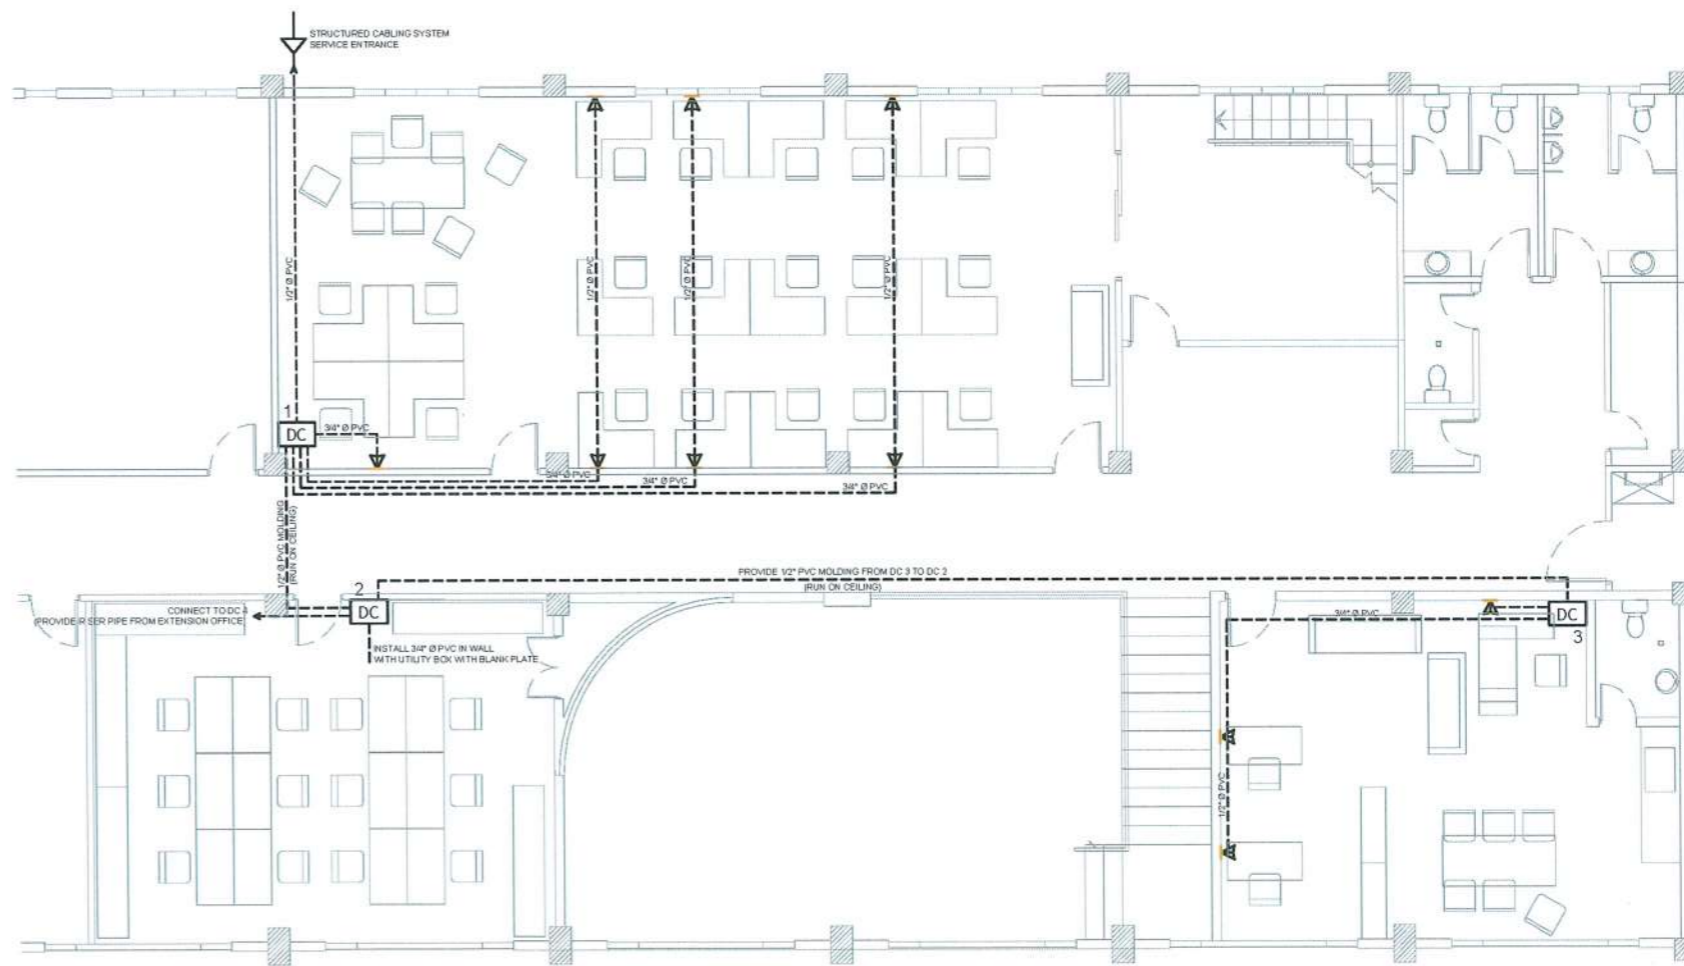 STRUCTURED CABLING SYSTEM
SERVICE ENTRANCE
1/2" Ø PVC
1/2" Ø PVC
1/2" Ø PVC
1/2" Ø PVC
1
DC
3/4" Ø PVC
3/4" Ø PVC
3/4" Ø PVC
3/4" Ø PVC
1/2" Ø PVC MOLDING
(RUN ON CEILING)
PROVIDE 1/2" PVC MOLDING FROM DC 3 TO DC 2
(RUN ON CEILING)
2
DC
CONNECT TO DC 4
(PROVIDE RISER PIPE FROM EXTENSION OFFICE)
INSTALL 3/4" Ø PVC IN WALL
WITH UTILITY BOX WITH BLANK PLATE
3/4" Ø PVC
DC
3
1/2" Ø PVC